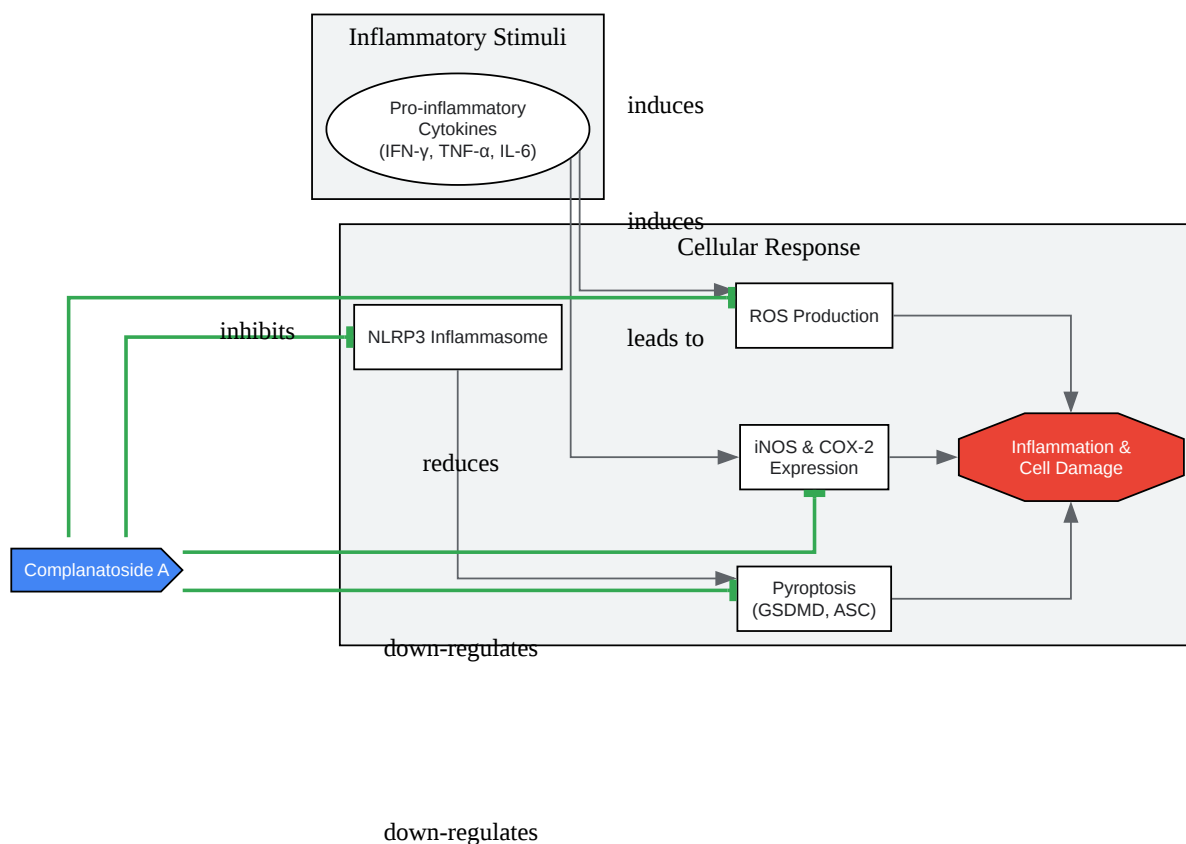 Inflammatory Stimuli
Pro-inflammatory
Cytokines
(IFN-γ, TNF-α, IL-6)
induces
induces
Cellular Response
ROS Production
inhibits
NLRP3 Inflammasome
leads to
iNOS & COX-2
Expression
Inflammation &
Cell Damage
reduces
Complanatoside A
Pyroptosis
(GSDMD, ASC)
down-regulates
down-regulates